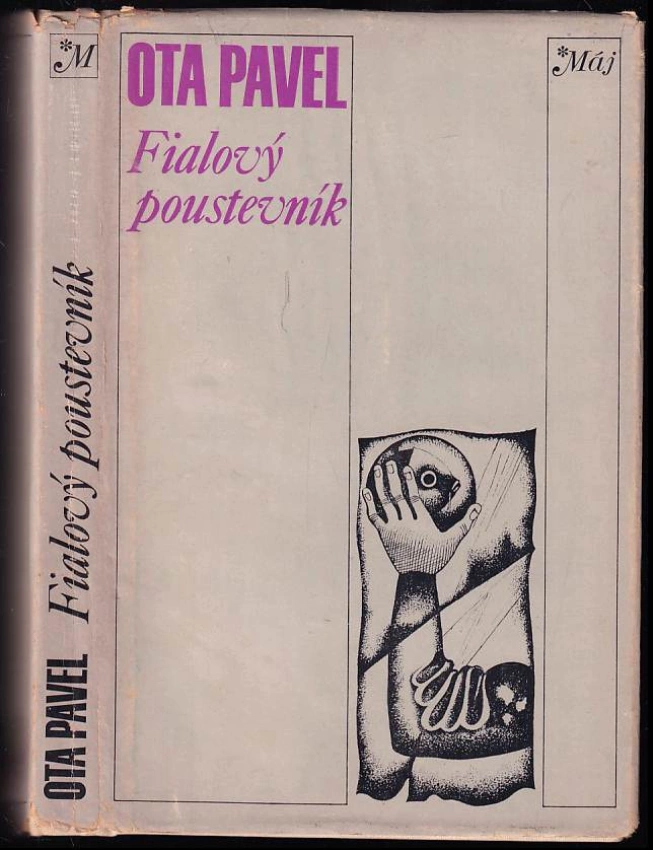 *M
OTA PAVEL Fialový poustevník
OTA PAVEL
Fialový
poustevník
*Máj